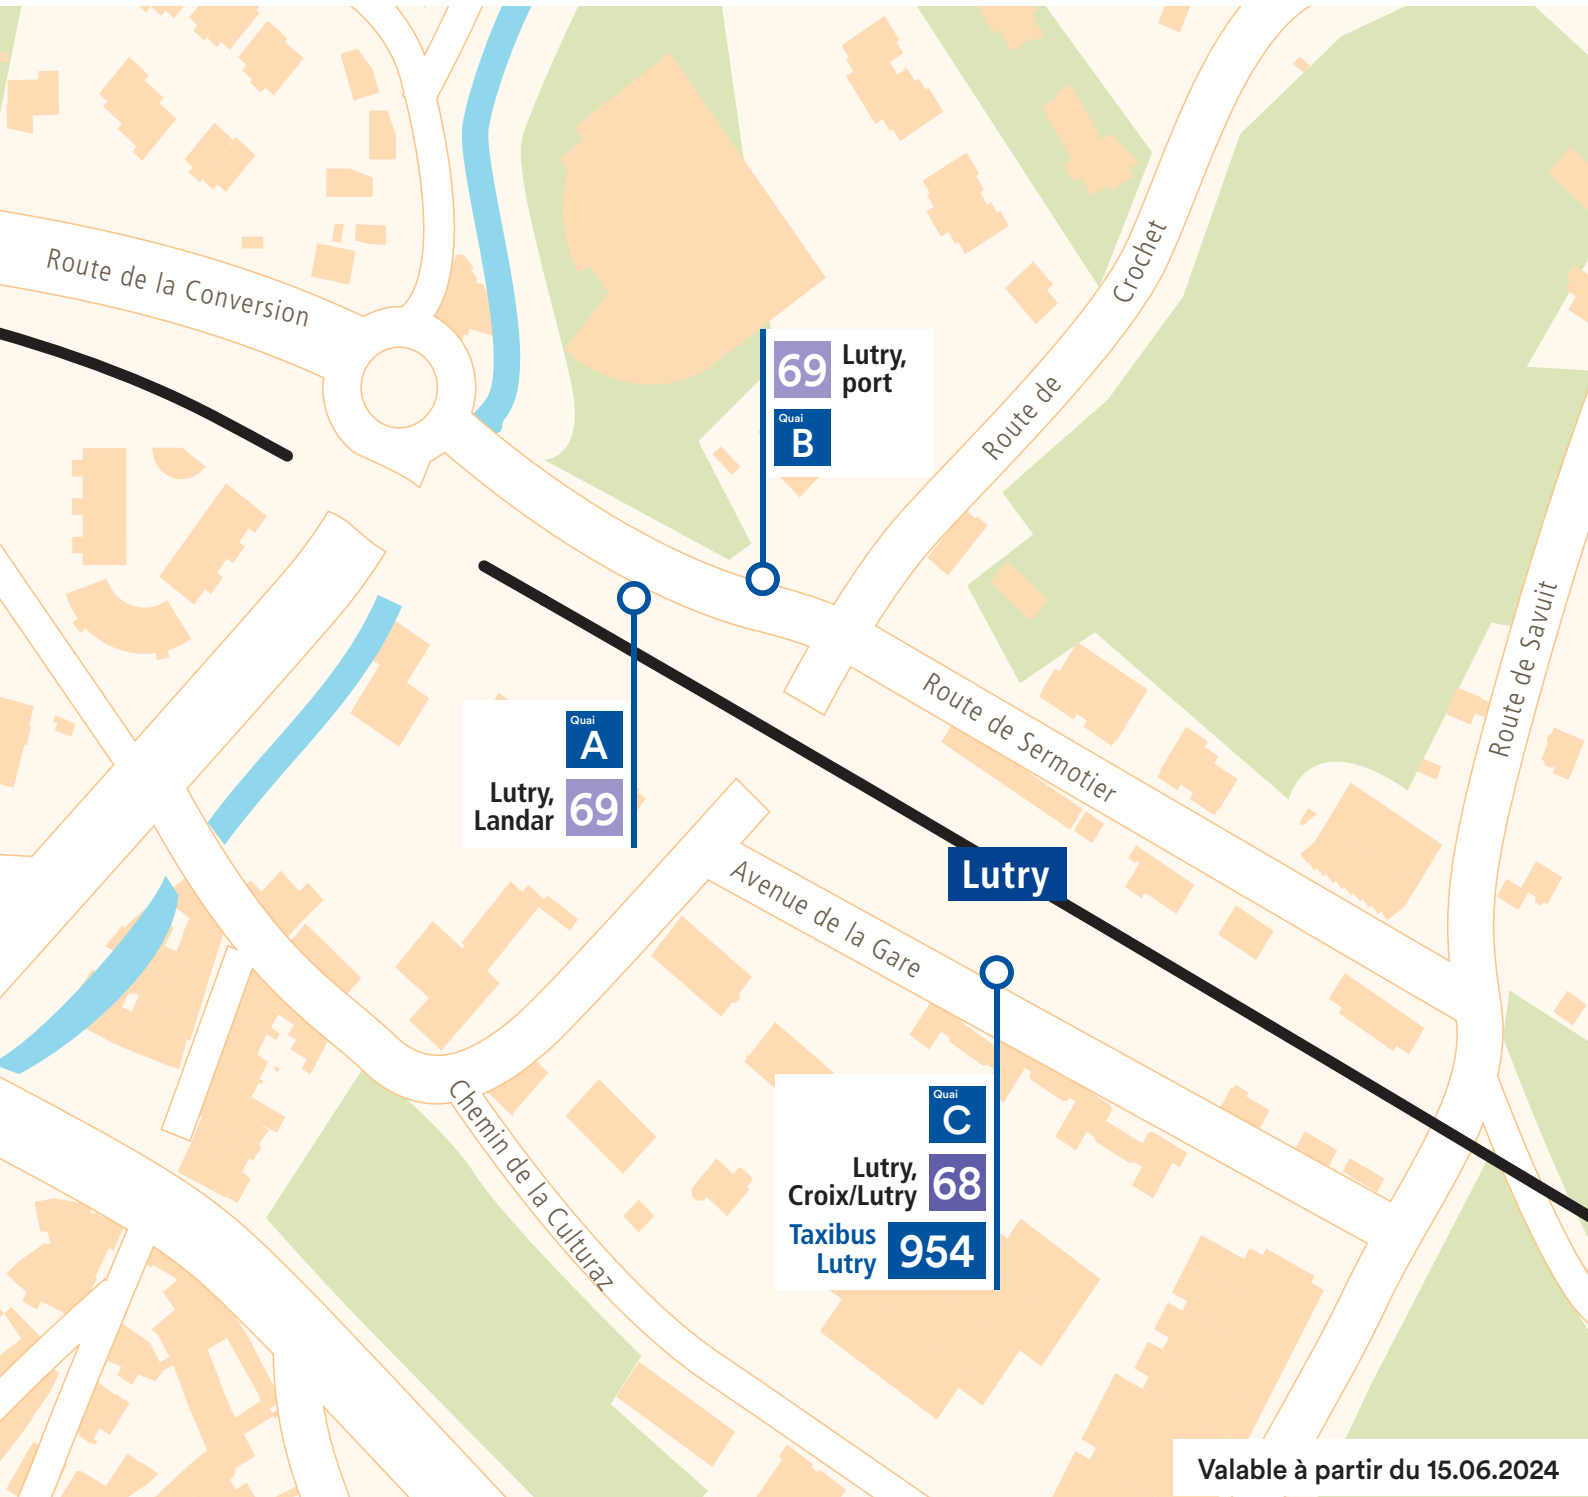 Route de la Conversion
Crochet
Route de
69
Lutry,
port
Quai
B
Route de Savuit
Route de Sermotier
Quai
A
Lutry,
Landar
69
Lutry
Avenue de la Gare
Chemin de la Culturaz
Quai
C
Lutry,
Croix/Lutry
68
Taxibus
Lutry
954
Valable à partir du 15.06.2024